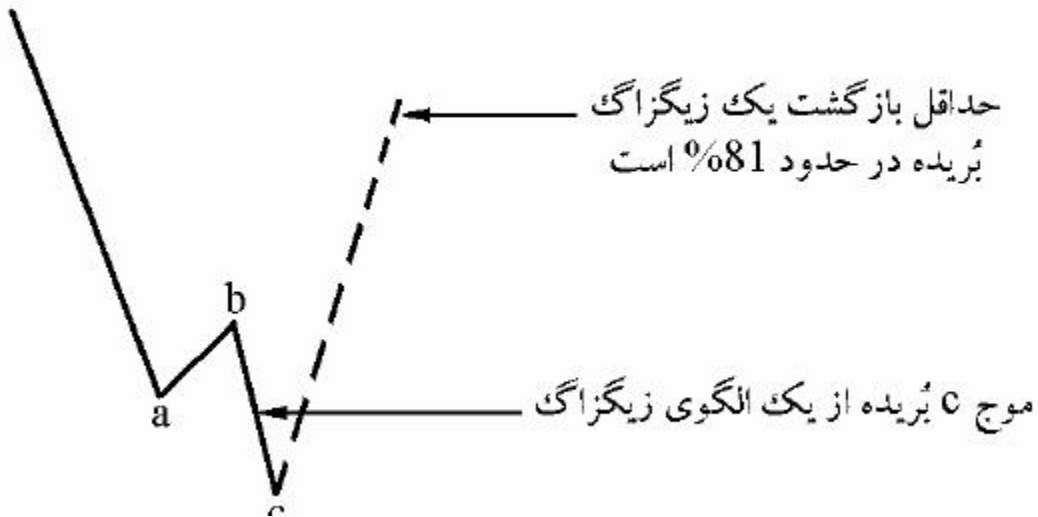 حداقل بازگشت یک زیگزاگ
بُریده در حدود 81% است
b
a
موج c بُریده از یک الگوی زیگزاگ
c